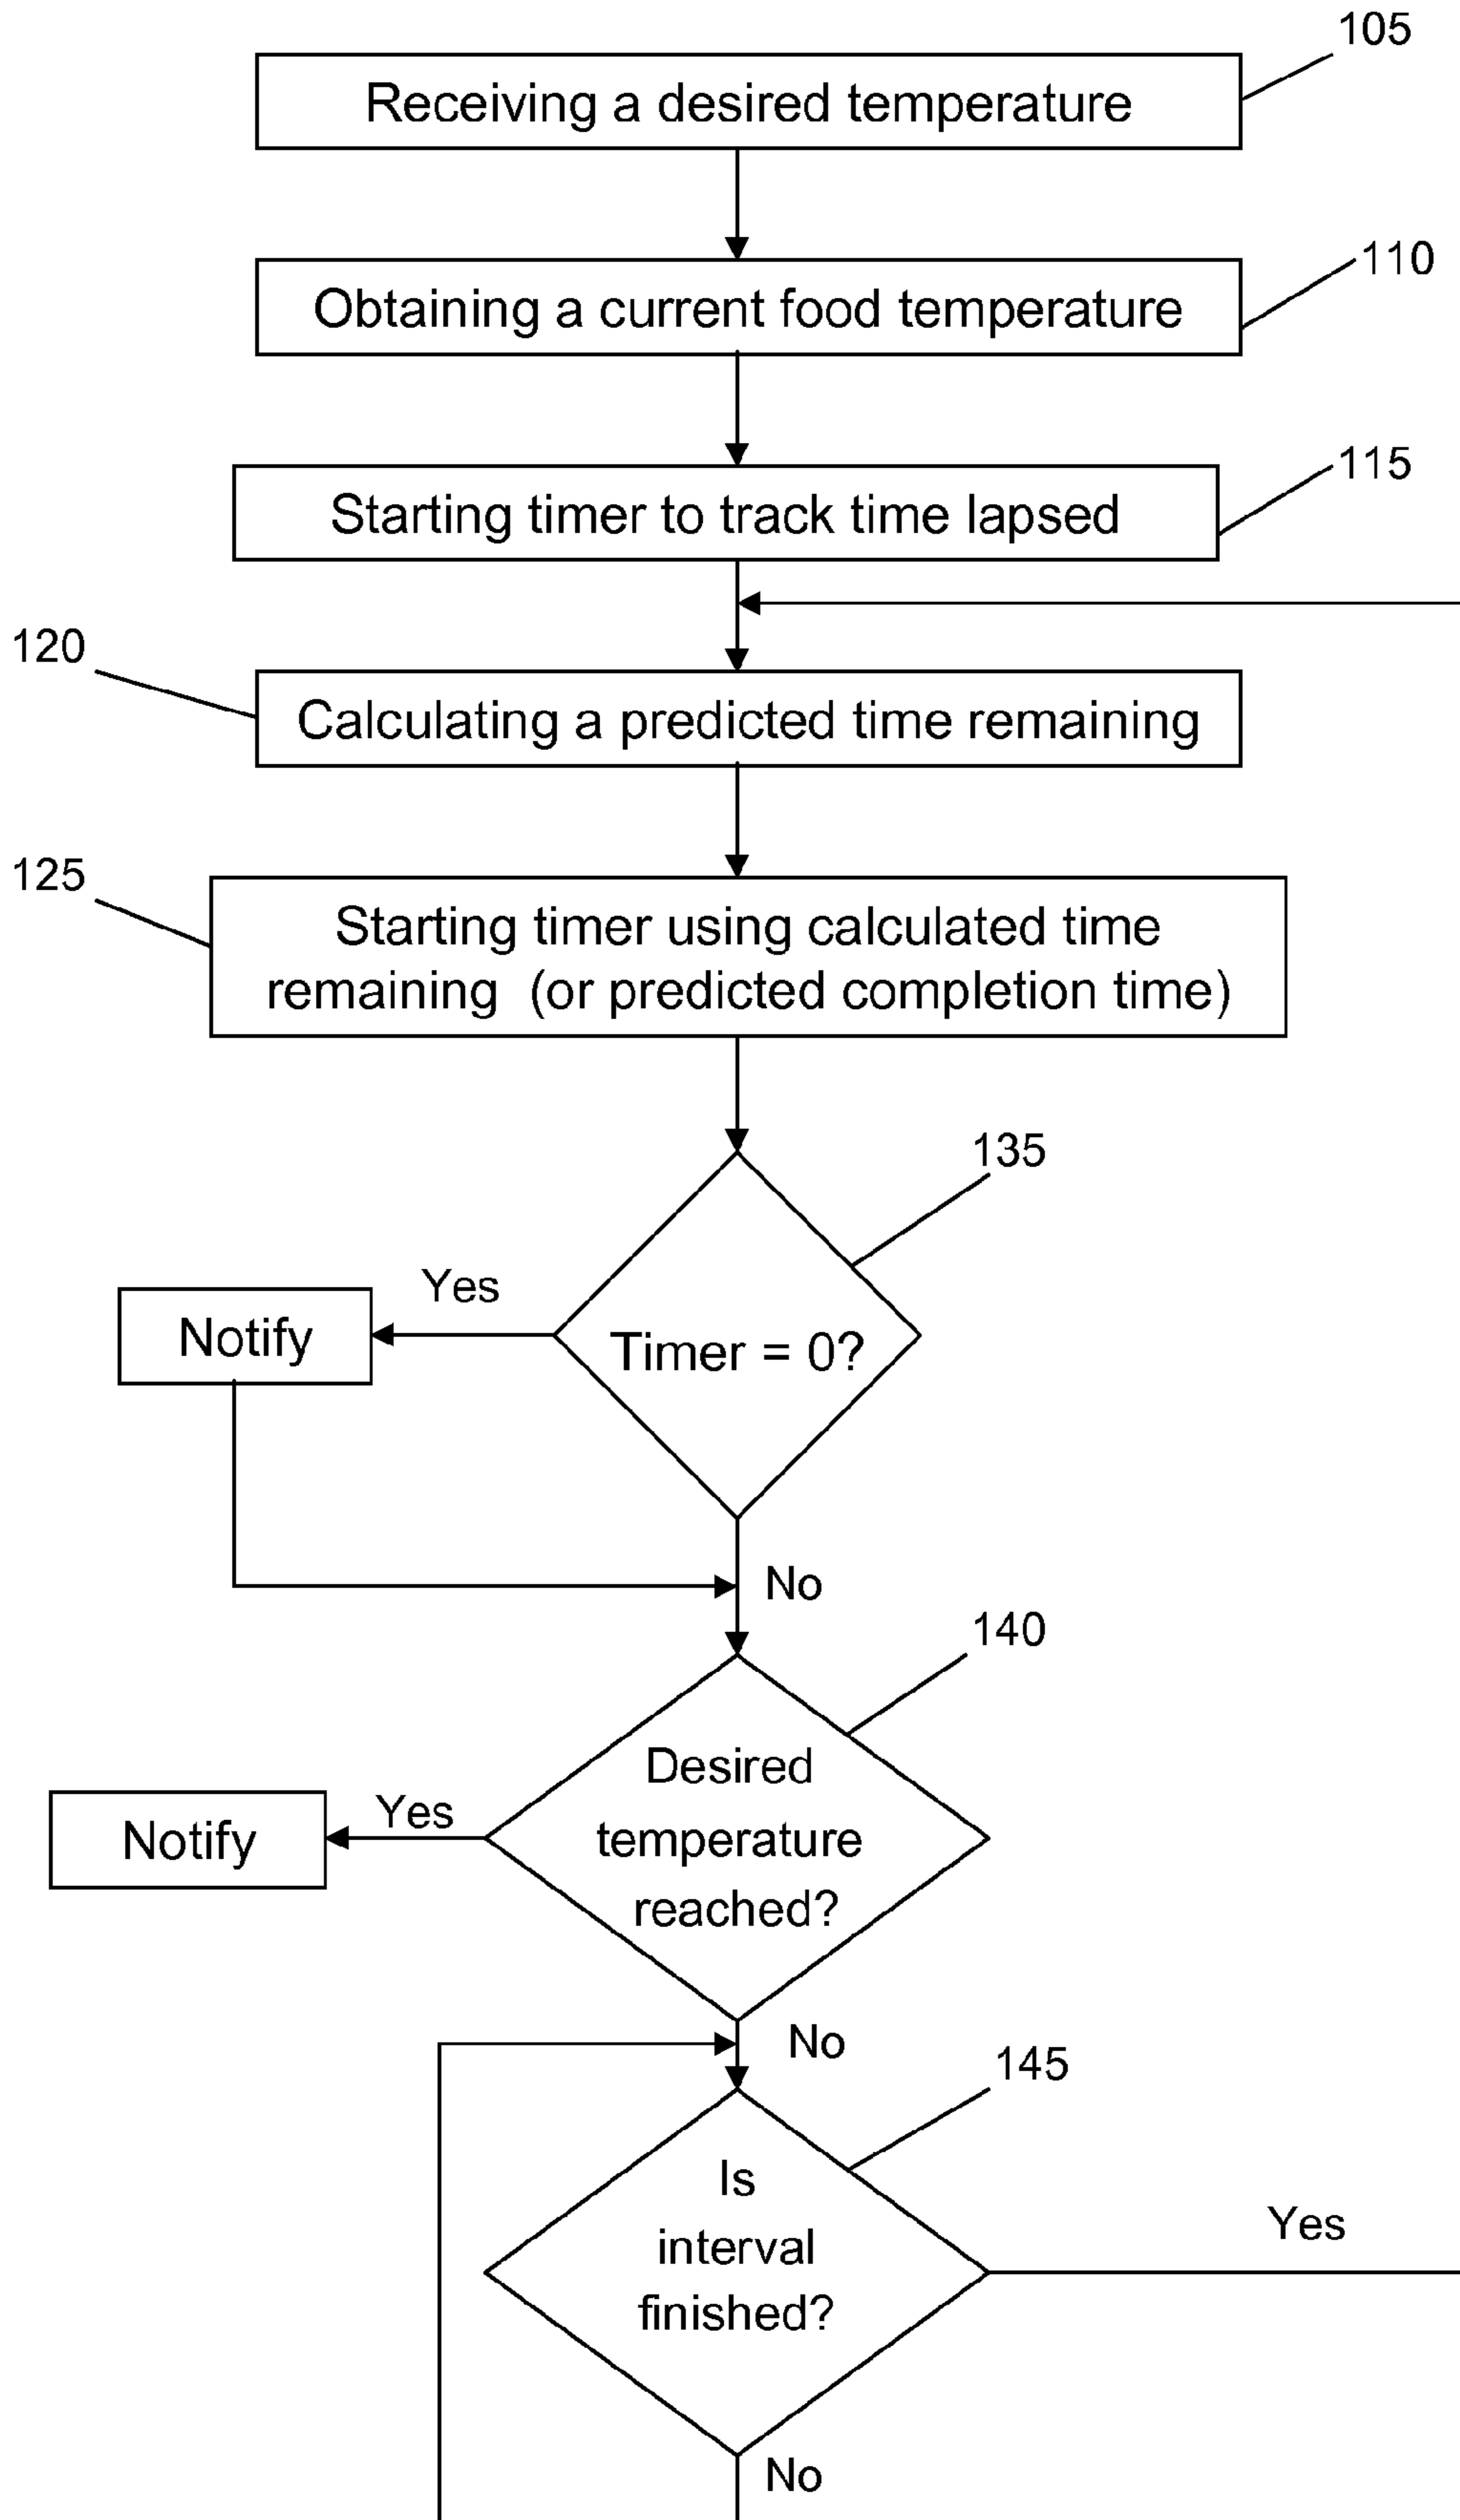 105
Receiving a desired temperature
110
Obtaining a current food temperature
115
Starting timer to track time lapsed
120
Calculating a predicted time remaining
125
Starting timer using calculated time
remaining (or predicted completion time)
135
Yes
Notify
Timer = 0?
No
140
Desired
temperature
reached?
Yes
Notify
No
145
Is
interval
finished?
Yes
No